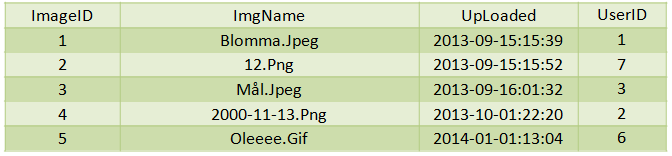 ImageID ImgName UpLoaded UserID
1 Blomma.Jpeg 2013-09-15:15:39 1
2 12.Png 2013-09-15:15:52 7
3 Mål.Jpeg 2013-09-16:01:32 3
4 2000-11-13.Png 2013-10-01:22:20 2
5 Oleeee.Gif 2014-01-01:13:04 6